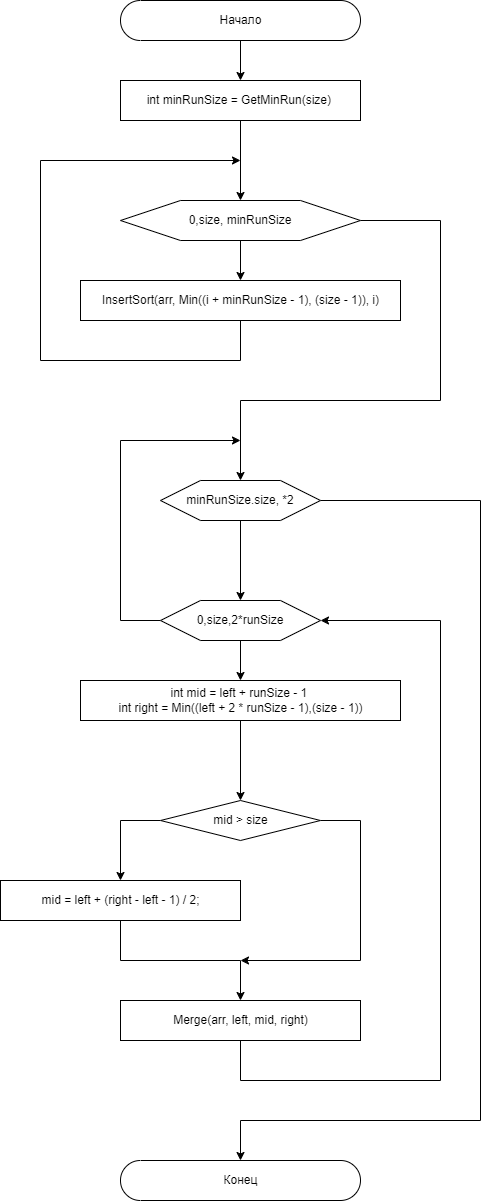 Начало
int minRunSize = GetMinRun(size)
0,size, minRunSize
InsertSort(arr, Min((i + minRunSize - 1), (size - 1)), i)
minRunSize.size, *2
0,size,2*runSize
int mid = left + runSize - 1
int right = Min((left + 2 * runSize - 1),(size - 1))
mid > size
mid = left + (right - left - 1) / 2;
Merge(arr, left, mid, right)
Конец